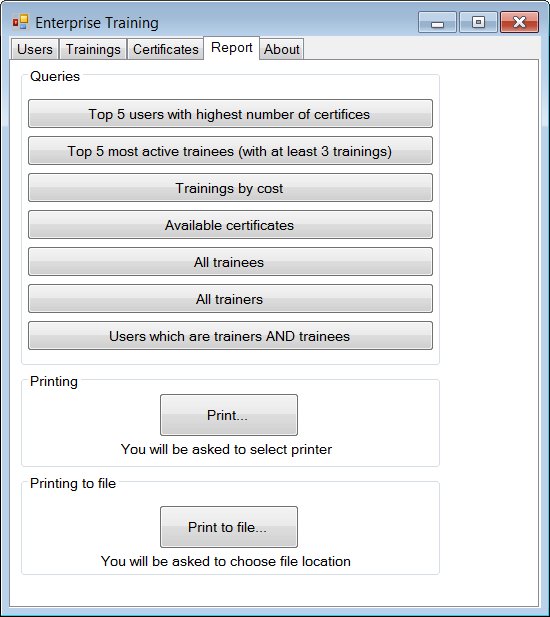 Enterprise Training
Users Trainings Certificates Report About
Queries
Top 5 users with highest number of certifices
Top 5 most active trainees (with at least 3 trainings)
Trainings by cost
Available certificates
All trainees
All trainers
Users which are trainers AND trainees
Printing
Print...
You will be asked to select printer
Printing to file
Print to file...
You will be asked to choose file location